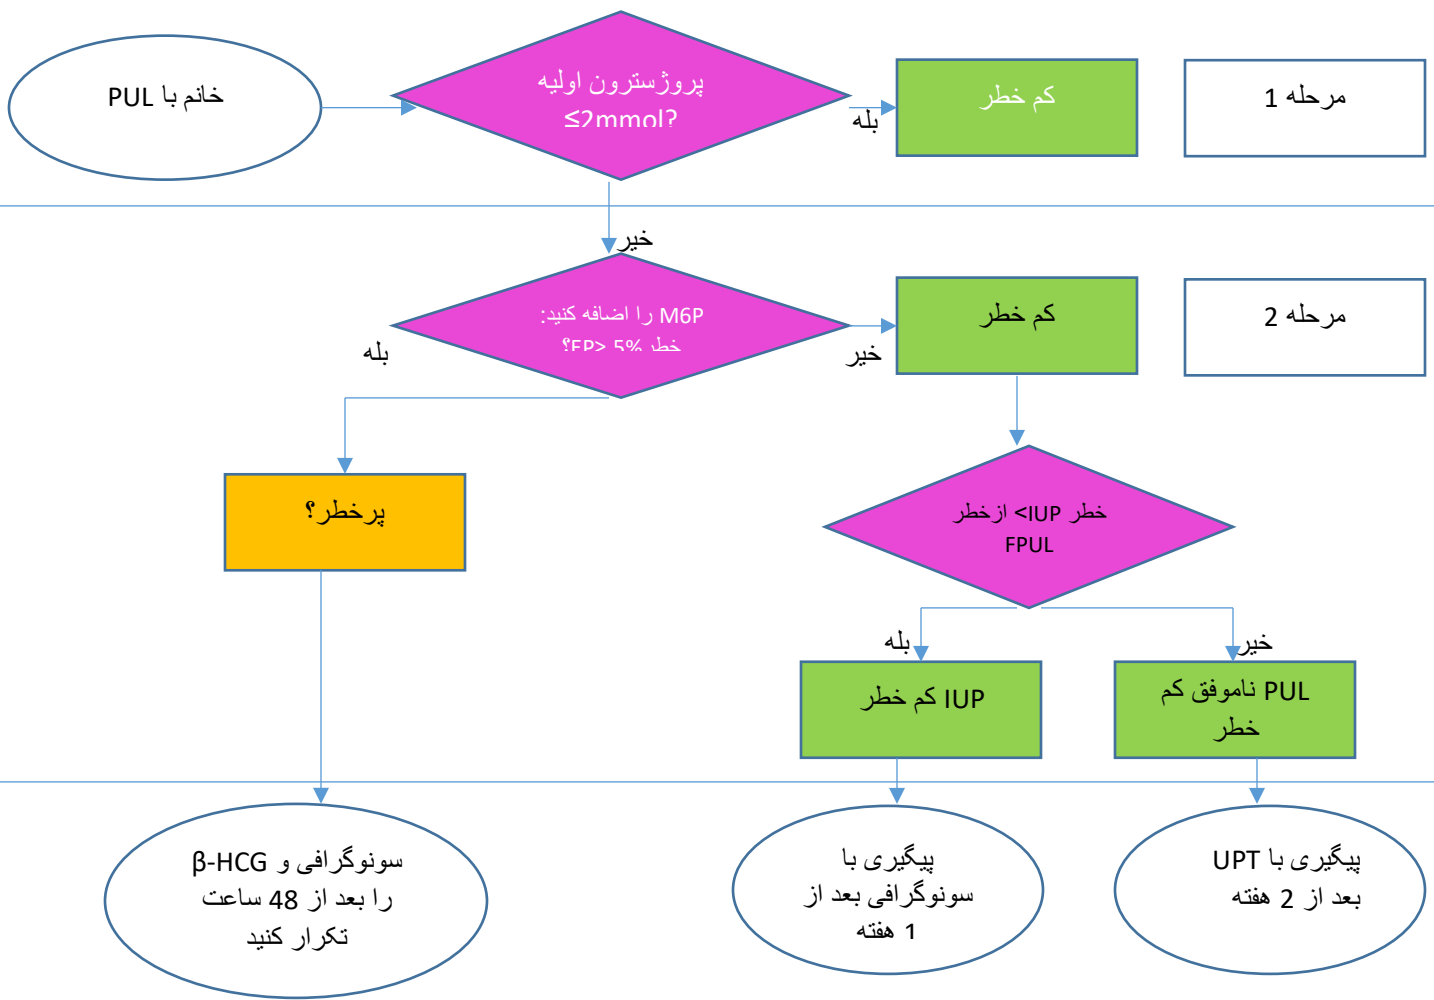 خانم با PUL
پروژسترون اولیه
≤2mmol?
بله
کم خطر
مرحله 1
خیر
M6P را اضافه کنید:
خطر EP≥ 5%؟
بله
خیر
کم خطر
مرحله 2
پرخطر؟
خطر IUP> ازخطر
FPUL
بله
خیر
IUP کم خطر
PUL ناموفق کم
خطر
سونوگرافی و β-HCG
را بعد از 48 ساعت
تکرار کنید
پیگیری با
سونوگرافی بعد از
1 هفته
پیگیری با UPT
بعد از 2 هفته